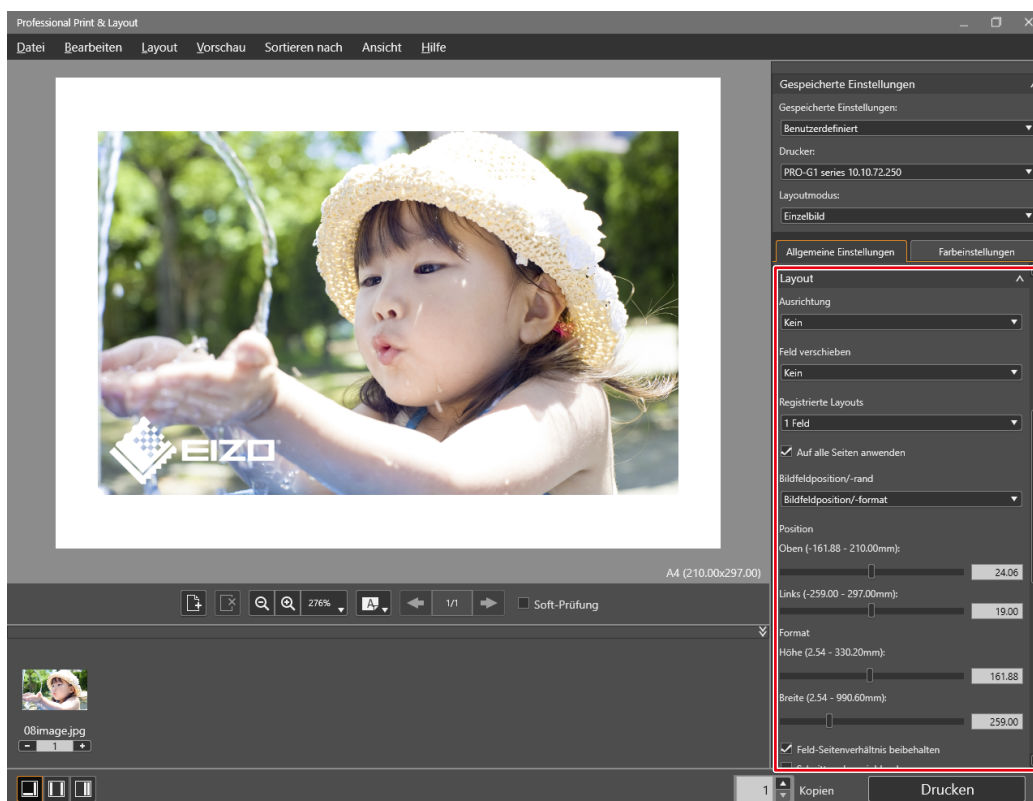 Professional Print & Layout
Datei Bearbeiten Layout Vorschau Sortieren nach Ansicht Hilfe
EIZO
A4 (210.00x297.00)
276% A 1/1 Soft-Prüfung
08image.jpg
- 1 +
Gespeicherte Einstellungen
Gespeicherte Einstellungen:
Benutzerdefiniert
Drucker:
PRO-G1 series 10.10.72.250
Layoutmodus:
Einzelbild
Allgemeine Einstellungen Farbeinstellungen
Layout
Ausrichtung
Kein
Feld verschieben
Kein
Registrierte Layouts
1 Feld
Auf alle Seiten anwenden
Bildfeldposition/-rand
Bildfeldposition/-format
Position
Oben (-161.88 - 210.00mm):
24.06
Links (-259.00 - 297.00mm):
19.00
Format
Höhe (2.54 - 330.20mm):
161.88
Breite (2.54 - 990.60mm):
259.00
Feld-Seitenverhältnis beibehalten
1 Kopien Drucken